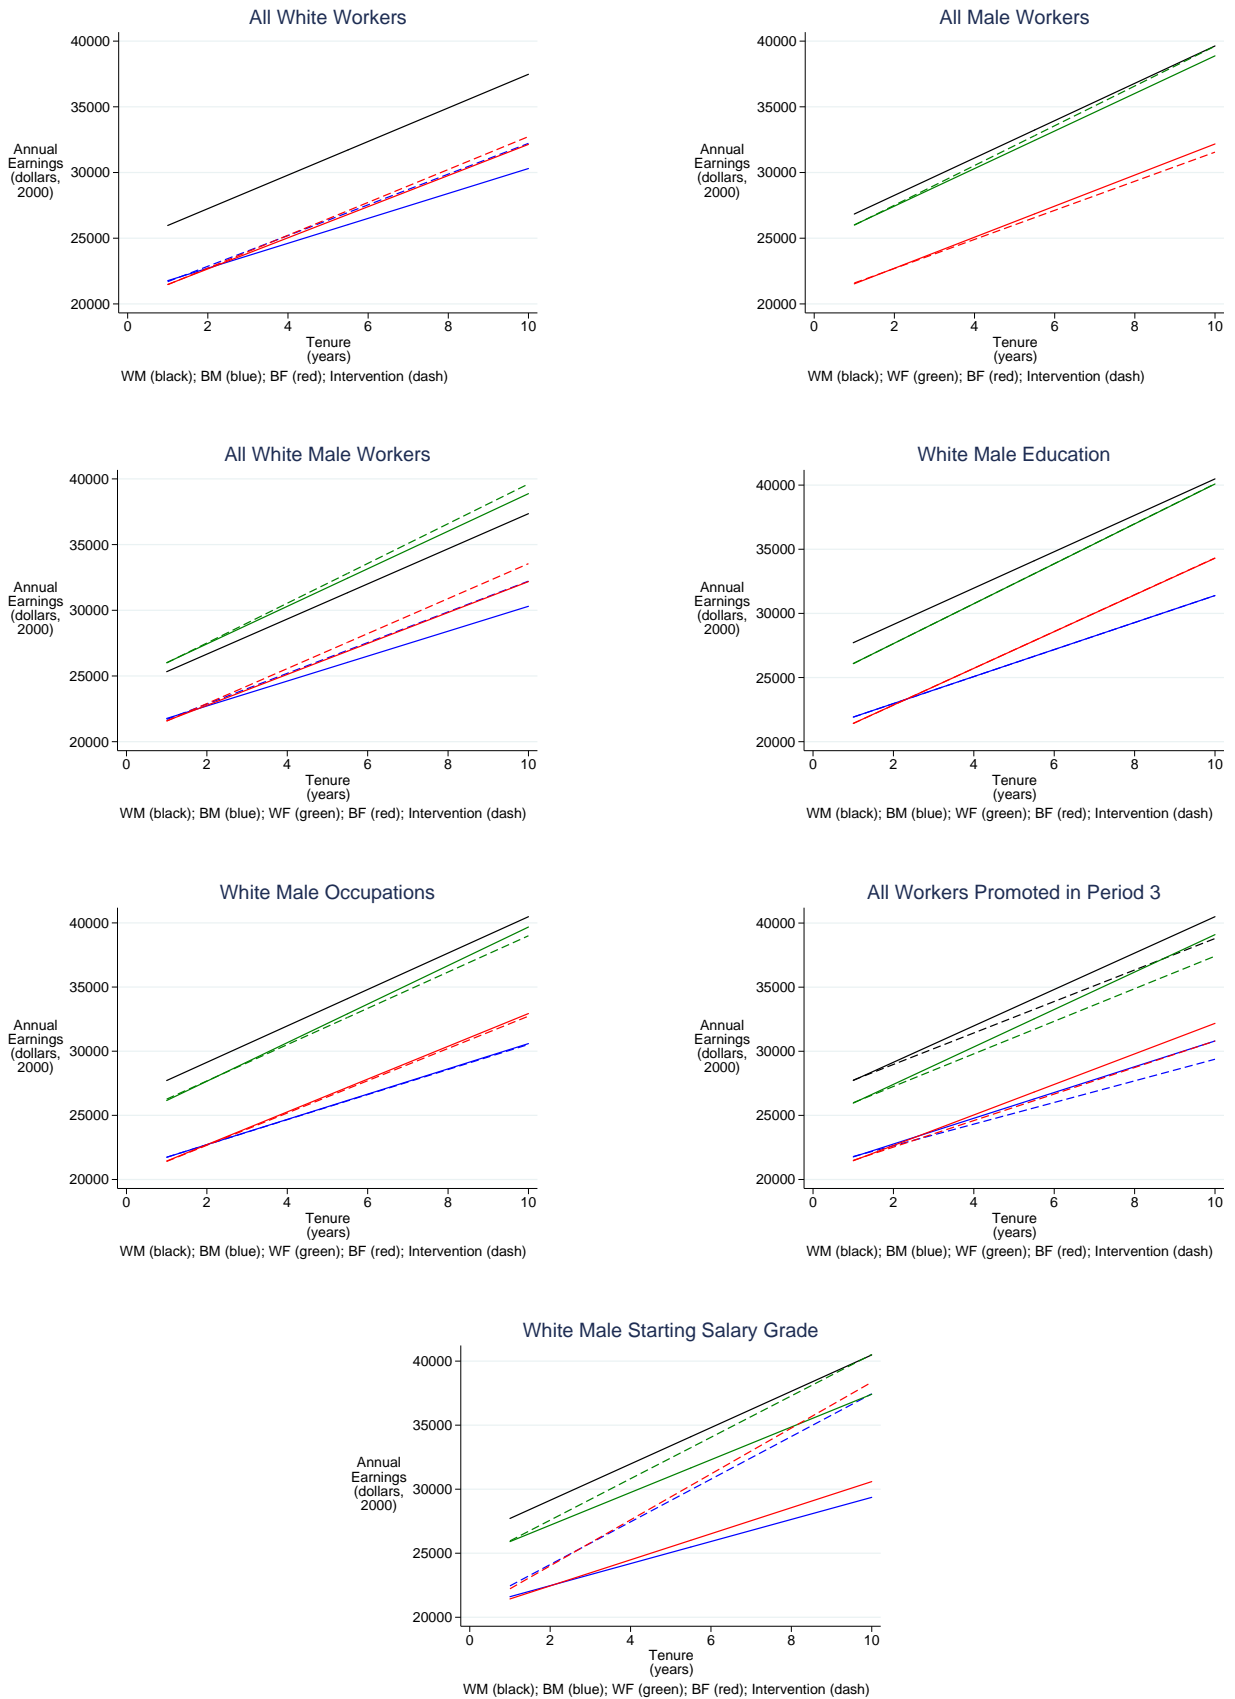 All White Workers
40000
35000
30000
25000
20000
Annual
Earnings
(dollars,
2000)
0 2 4 6 8 10
Tenure
(years)
WM (black); BM (blue); BF (red); Intervention (dash)
All Male Workers
40000
35000
30000
25000
20000
Annual
Earnings
(dollars,
2000)
0 2 4 6 8 10
Tenure
(years)
WM (black); WF (green); BF (red); Intervention (dash)
All White Male Workers
40000
35000
30000
25000
20000
Annual
Earnings
(dollars,
2000)
0 2 4 6 8 10
Tenure
(years)
WM (black); BM (blue); WF (green); BF (red); Intervention (dash)
White Male Education
40000
35000
30000
25000
20000
Annual
Earnings
(dollars,
2000)
0 2 4 6 8 10
Tenure
(years)
WM (black); BM (blue); WF (green); BF (red); Intervention (dash)
White Male Occupations
40000
35000
30000
25000
20000
Annual
Earnings
(dollars,
2000)
0 2 4 6 8 10
Tenure
(years)
WM (black); BM (blue); WF (green); BF (red); Intervention (dash)
All Workers Promoted in Period 3
40000
35000
30000
25000
20000
Annual
Earnings
(dollars,
2000)
0 2 4 6 8 10
Tenure
(years)
WM (black); BM (blue); WF (green); BF (red); Intervention (dash)
White Male Starting Salary Grade
40000
35000
30000
25000
20000
Annual
Earnings
(dollars,
2000)
0 2 4 6 8 10
Tenure
(years)
WM (black); BM (blue); WF (green); BF (red); Intervention (dash)